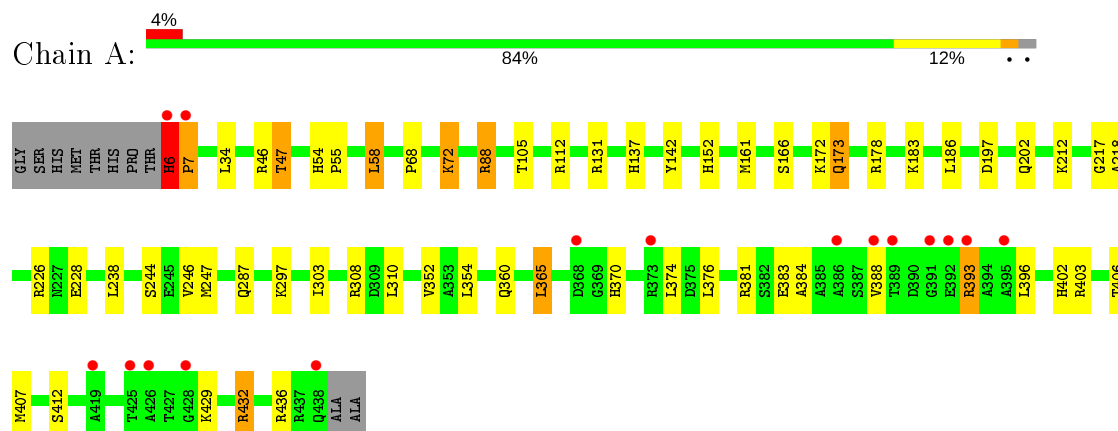 4%
Chain A:
84% 12% • •
GLY SER HIS MET THR HIS PRO THR H6 P7 L34 R46 T47 H54 P55 L58 P68 K72 R88 T105 R112 R131 H137 Y142 H152 M161 S166 K172 Q173 R178 K183 L186 D197 Q202 K212 G217 A218
R226 N227 E228 L238 S244 E245 V246 M247 Q287 K297 I303 R308 D309 L310 V352 A353 L354 Q360 L365 D368 G369 H370 R373 L374 D375 L376 R381 S382 E383 A384 A385 A386 S387 V388 T389 D390 G391 E392 R393 A394 A395 L396 H402 R403 T406
M407 S412 A419 T425 A426 T427 G428 K429 R432 R436 R437 Q438 ALA ALA